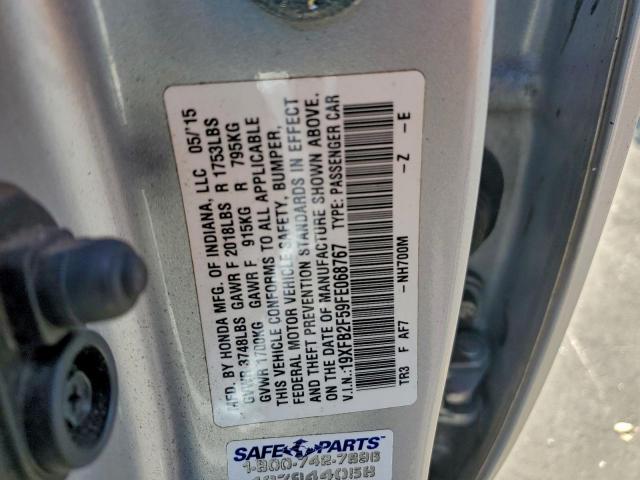 MFD. BY HONDA MFG. OF INDIANA, LLC 05/'15
GVWR 3748LBS GAWR F 2018LBS R 1753LBS
GVWR 1700KG GAWR F 915KG R 795KG
THIS VEHICLE CONFORMS TO ALL APPLICABLE
FEDERAL MOTOR VEHICLE SAFETY, BUMPER,
AND THEFT PREVENTION STANDARDS IN EFFECT
ON THE DATE OF MANUFACTURE SHOWN ABOVE.
V.I.N.: 19XFB2F59FE068767 TYPE: PASSENGER CAR
TR3 F AF7 -NH700M -Z -E
SAFE PARTS
1-800-742-7896